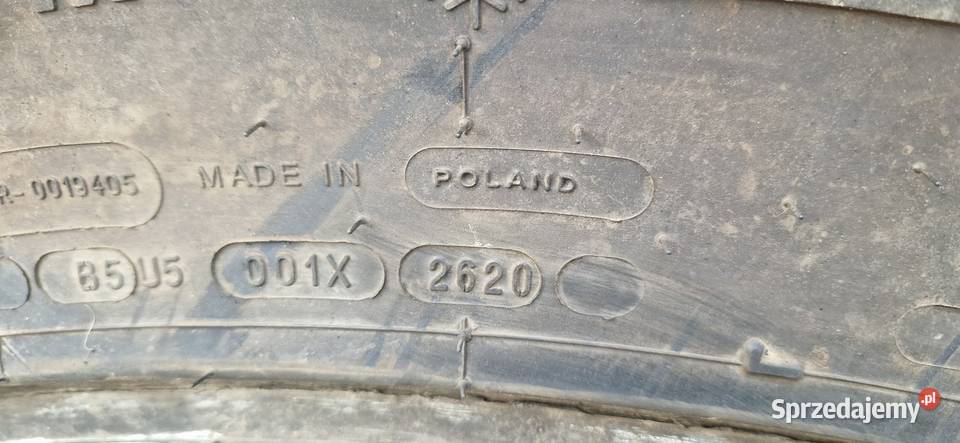 R-0019405 MADE IN POLAND
B5U5 001X 2620
Sprzedajemy.pl